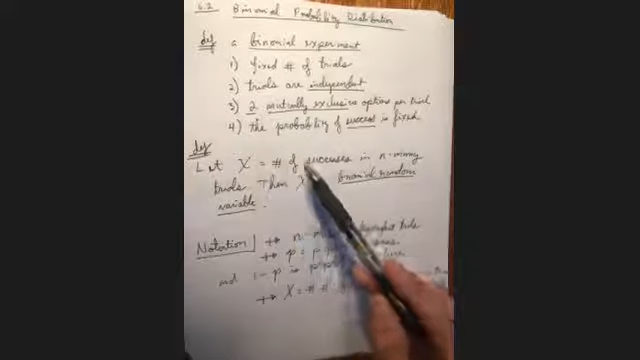 6.2 Binomial Probability Distribution
def a binomial experiment
1) fixed # of trials
2) trials are independent
3) 2 mutually exclusive options per trial
4) the probability of success is fixed
def
Let X = # of successes in n-many
trials. Then X binomial random
variable.
Notation
p = p
and 1-p
X = #